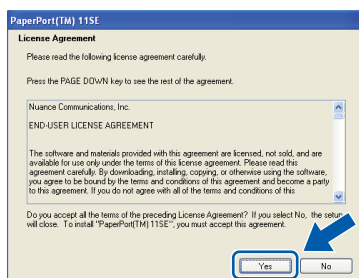 PaperPort(TM) 11SE
License Agreement
Please read the following license agreement carefully.
Press the PAGE DOWN key to see the rest of the agreement.
Nuance Communications, Inc.
END-USER LICENSE AGREEMENT
The software and materials provided with this agreement are licensed, not sold, and are
available for use only under the terms of this license agreement. Please read this
agreement carefully. By downloading, installing, copying, or otherwise using the software,
you agree to be bound by the terms and conditions of this agreement and become a party
to this agreement. If you do not agree with all of the terms and conditions of this
Do you accept all the terms of the preceding License Agreement? If you select No, the setup
will close. To install "PaperPort(TM) 11SE", you must accept this agreement.
Yes
No